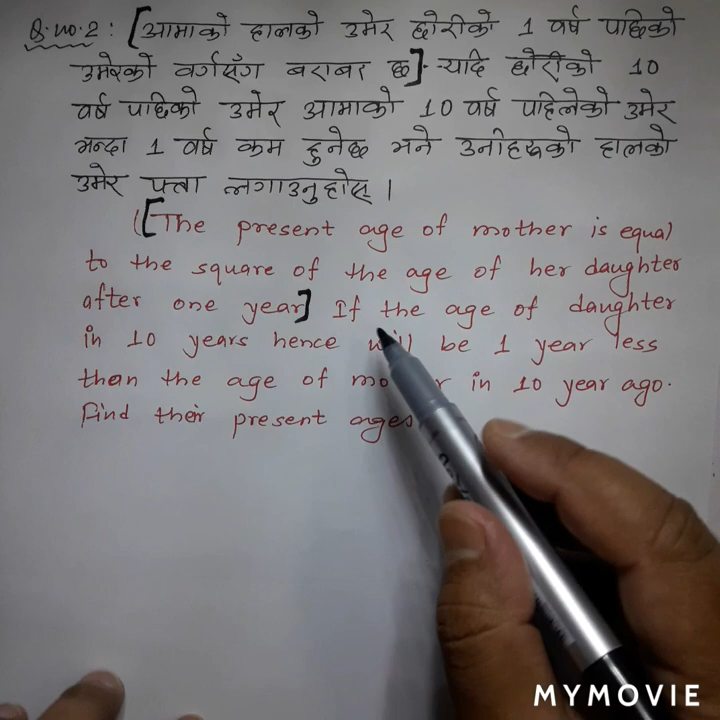 Q.no.2: [आमाको हालको उमेर छोरीको 1 वर्ष पछिको
उमेरको वर्गसँग बराबर छ]. यदि छोरीको 10
वर्ष पछिको उमेर आमाको 10 वर्ष पहिलेको उमेर
भन्दा 1 वर्ष कम हुनेछ भने उनीहरुको हालको
उमेर पत्ता लगाउनुहोस् ।
([The present age of mother is equal
to the square of the age of her daughter
after one year] If the age of daughter
in 10 years hence will be 1 year less
than the age of in 10 year ago.
Find their present ages
MYMOVIE